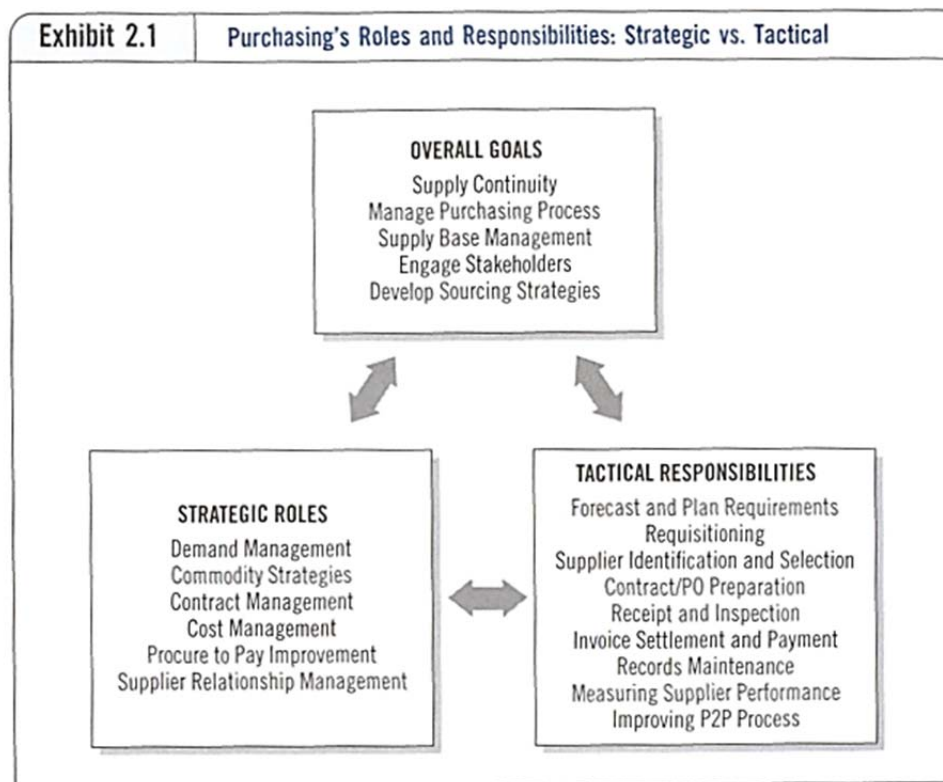 Exhibit 2.1
Purchasing's Roles and Responsibilities: Strategic vs. Tactical
OVERALL GOALS
Supply Continuity
Manage Purchasing Process
Supply Base Management
Engage Stakeholders
Develop Sourcing Strategies
STRATEGIC ROLES
Demand Management
Commodity Strategies
Contract Management
Cost Management
Procure to Pay Improvement
Supplier Relationship Management
TACTICAL RESPONSIBILITIES
Forecast and Plan Requirements
Requisitioning
Supplier Identification and Selection
Contract/PO Preparation
Receipt and Inspection
Invoice Settlement and Payment
Records Maintenance
Measuring Supplier Performance
Improving P2P Process